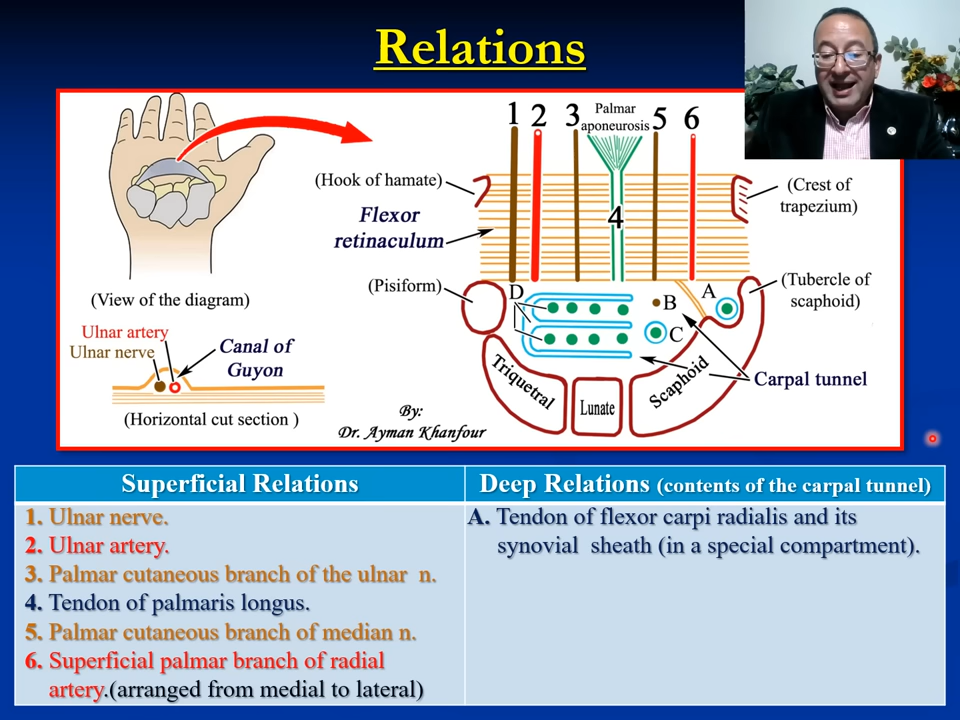 Relations
1 2 3 Palmar aponeurosis 5 6
(Hook of hamate)
(Crest of
trapezium)
Flexor
retinaculum
4
(Pisiform)
(Tubercle of
scaphoid)
D
A
B
C
(View of the diagram)
Ulnar artery
Ulnar nerve
Canal of
Guyon
(Horizontal cut section )
Triquetral
Lunate
Scaphoid
Carpal tunnel
By:
Dr. Ayman Khanfour
Superficial Relations
1. Ulnar nerve.
2. Ulnar artery.
3. Palmar cutaneous branch of the ulnar n.
4. Tendon of palmaris longus.
5. Palmar cutaneous branch of median n.
6. Superficial palmar branch of radial
artery.(arranged from medial to lateral)
Deep Relations (contents of the carpal tunnel)
A. Tendon of flexor carpi radialis and its
synovial sheath (in a special compartment).